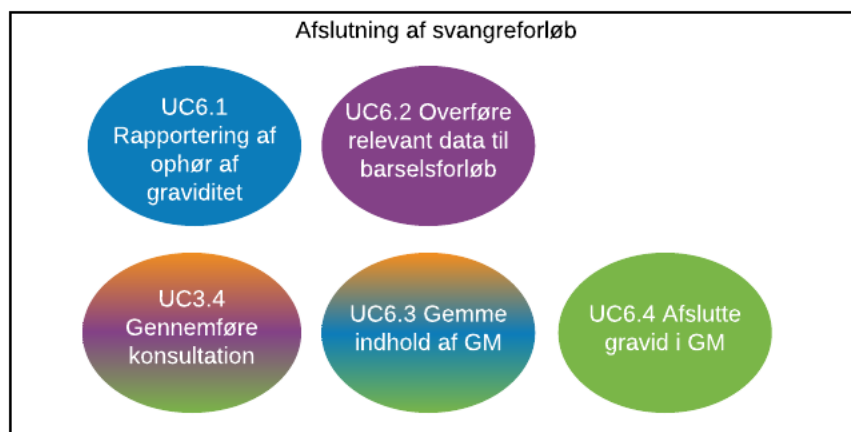 Afslutning af svangreforløb
UC6.1
Rapportering af
ophør af
graviditet
UC6.2 Overføre
relevant data til
barselsforløb
UC3.4
Gennemføre
konsultation
UC6.3 Gemme
indhold af GM
UC6.4 Afslutte
gravid i GM